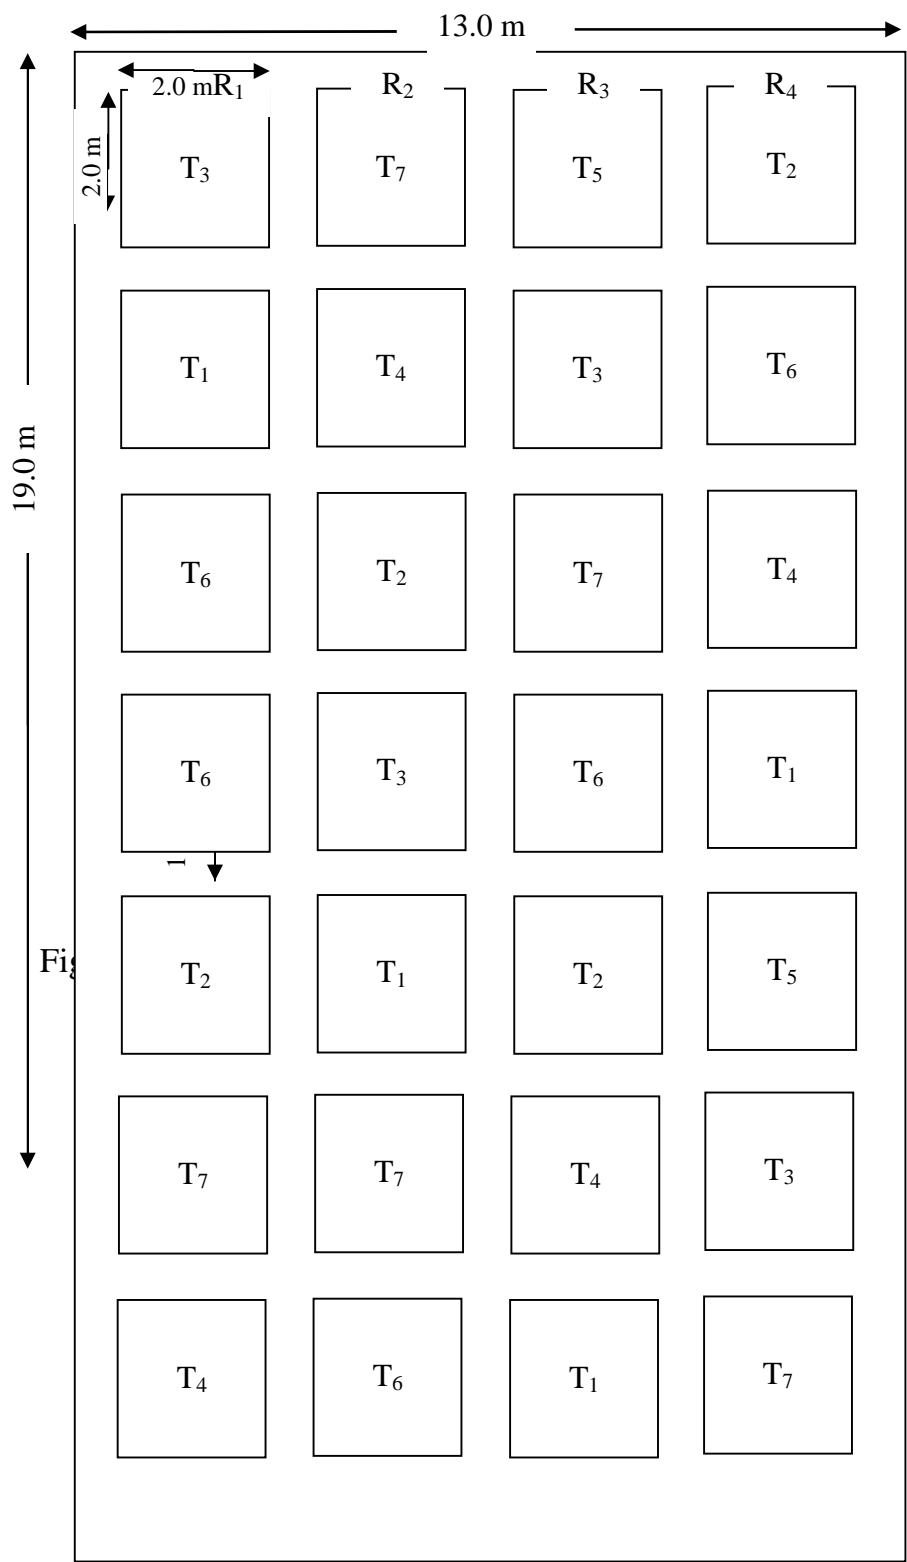 13.0 m
2.0 mR₁ R₂ R₃ R₄
2.0 m
T₃ T₇ T₅ T₂
T₁ T₄ T₃ T₆
19.0 m
T₆ T₂ T₇ T₄
T₆ T₃ T₆ T₁
1
T₂ T₁ T₂ T₅
T₇ T₇ T₄ T₃
T₄ T₆ T₁ T₇